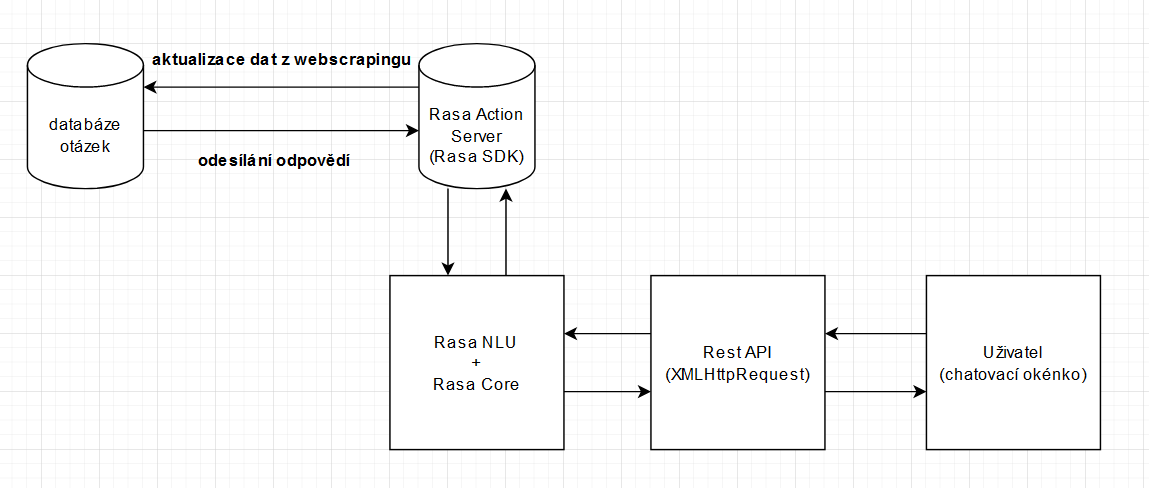 aktualizace dat z webscrapingu
databáze
otázek
Rasa Action
Server
(Rasa SDK)
odesílání odpovědí
Rasa NLU
+
Rasa Core
Rest API
(XMLHttpRequest)
Uživatel
(chatovací okénko)